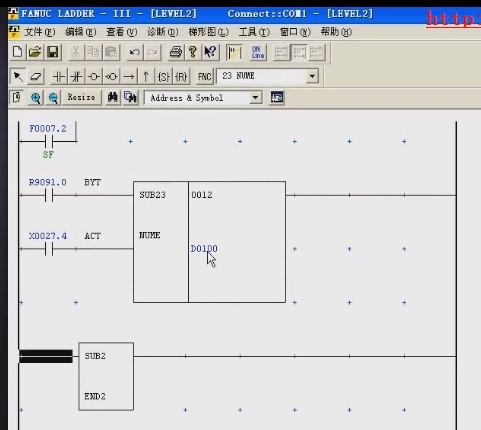 FANUC LADDER - III - [LEVEL2] Connect::COM1 - [LEVEL2]
http
文件(F) 编辑(E) 查看(V) 诊断(D) 梯形图(L) 工具(T) 窗口(W) 帮助(H)
ON Line
(S) (R) FNC 23 NUME
Resize Address & Symbol
F0007.2
SF
R9091.0 BYT
SUB23 0012
X0027.4 ACT NUME
D0100
SUB2
END2